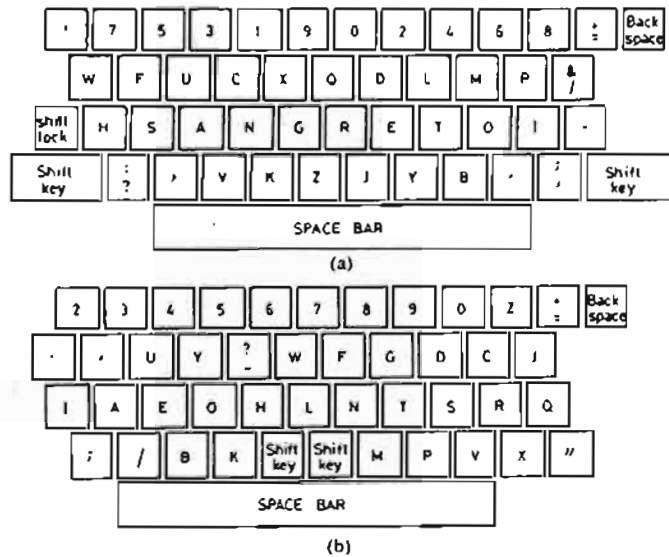 ' 7 5 3 1 9 0 2 4 6 8 + = Back space
W F U C X Q D L M P & /
Shift lock H S A N G R E T O I -
Shift key : ? , V K Z J Y B ; , Shift key
SPACE BAR
(a)
2 3 4 5 6 7 8 9 0 Z + = Back space
. , U Y ? - W F G D C J
I A E O H L N T S R Q
; / B K Shift key Shift key M P V X "
SPACE BAR
(b)